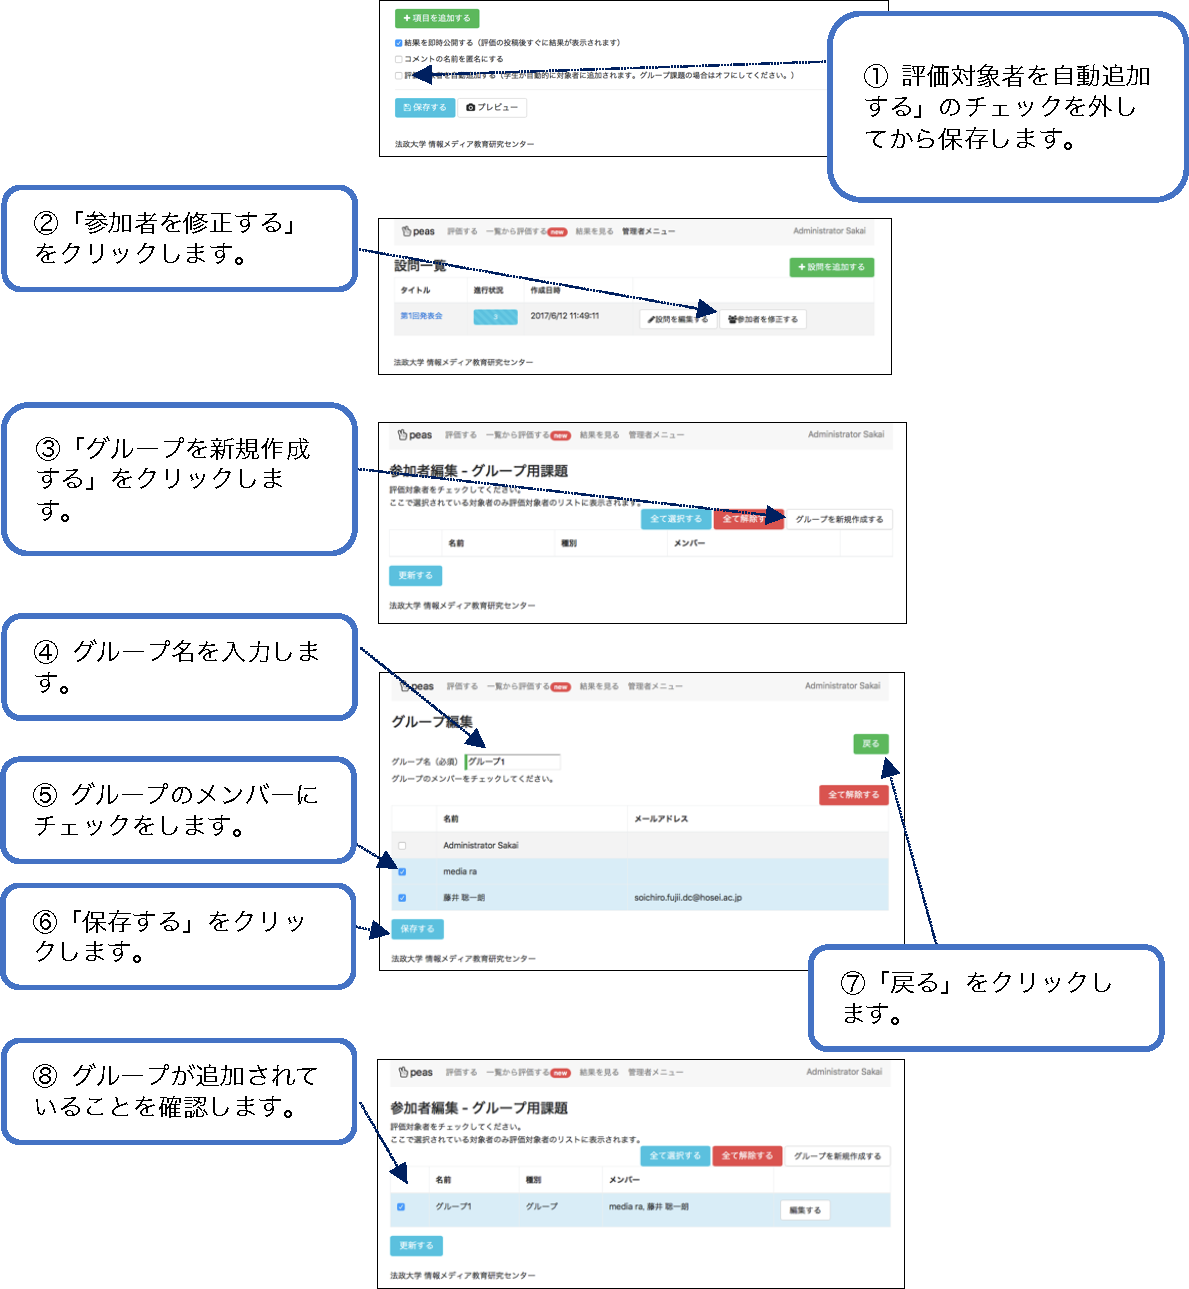 + 項目を追加する
結果を即時公開する（評価の投稿後すぐに結果が表示されます）
コメントの名前を匿名にする
を自動追加する（学生が自動的に対象者に追加されます。グループ課題の場合はオフにしてください。）
保存する プレビュー
法政大学 情報メディア教育研究センター
① 評価対象者を自動追加
する」のチェックを外し
てから保存します。
②「参加者を修正する」
をクリックします。
peas 評価する 一覧から評価する new 結果を見る 管理者メニュー Administrator Sakai
設問一覧
+ 設問を追加する
タイトル 進行状況 作成日時
第1回発表会 3 2017/6/12 11:49:11 設問を編集する 参加者を修正する
法政大学 情報メディア教育研究センター
③「グループを新規作成
する」をクリックしま
す。
peas 評価する 一覧から評価する new 結果を見る 管理者メニュー Administrator Sakai
参加者編集 - グループ用課題
評価対象者をチェックしてください。
ここで選択されている対象者のみ評価対象者のリストに表示されます。
全て選択する 全て解除する グループを新規作成する
名前 種別 メンバー
更新する
法政大学 情報メディア教育研究センター
④ グループ名を入力しま
す。
peas 評価する 一覧から評価する new 結果を見る 管理者メニュー Administrator Sakai
グループ編集
戻る
グループ名（必須） グループ1
グループのメンバーをチェックしてください。
全て解除する
名前 メールアドレス
Administrator Sakai
media ra
藤井 聡一朗 soichiro.fujii.dc@hosei.ac.jp
保存する
法政大学 情報メディア教育研究センター
⑤ グループのメンバーに
チェックをします。
⑥「保存する」をクリッ
クします。
⑦「戻る」をクリックし
ます。
⑧ グループが追加されて
いることを確認します。
peas 評価する 一覧から評価する new 結果を見る 管理者メニュー Administrator Sakai
参加者編集 - グループ用課題
評価対象者をチェックしてください。
ここで選択されている対象者のみ評価対象者のリストに表示されます。
全て選択する 全て解除する グループを新規作成する
名前 種別 メンバー
グループ1 グループ media ra, 藤井 聡一朗 編集する
更新する
法政大学 情報メディア教育研究センター